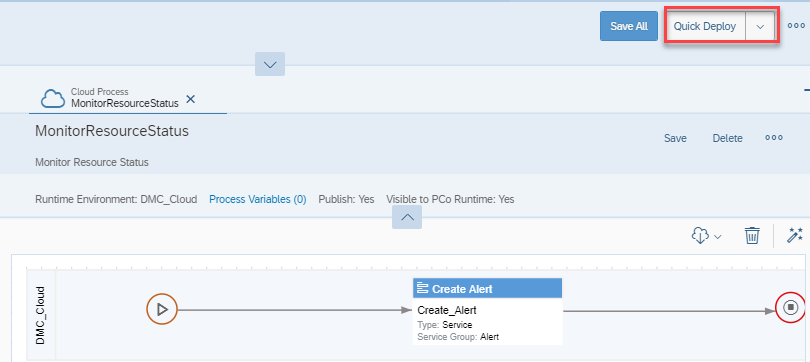 Save All
Quick Deploy
Cloud Process
MonitorResourceStatus
MonitorResourceStatus
Save
Delete
Monitor Resource Status
Runtime Environment: DMC_Cloud
Process Variables (0)
Publish: Yes
Visible to PCo Runtime: Yes
DMC_Cloud
Create Alert
Create_Alert
Type: Service
Service Group: Alert